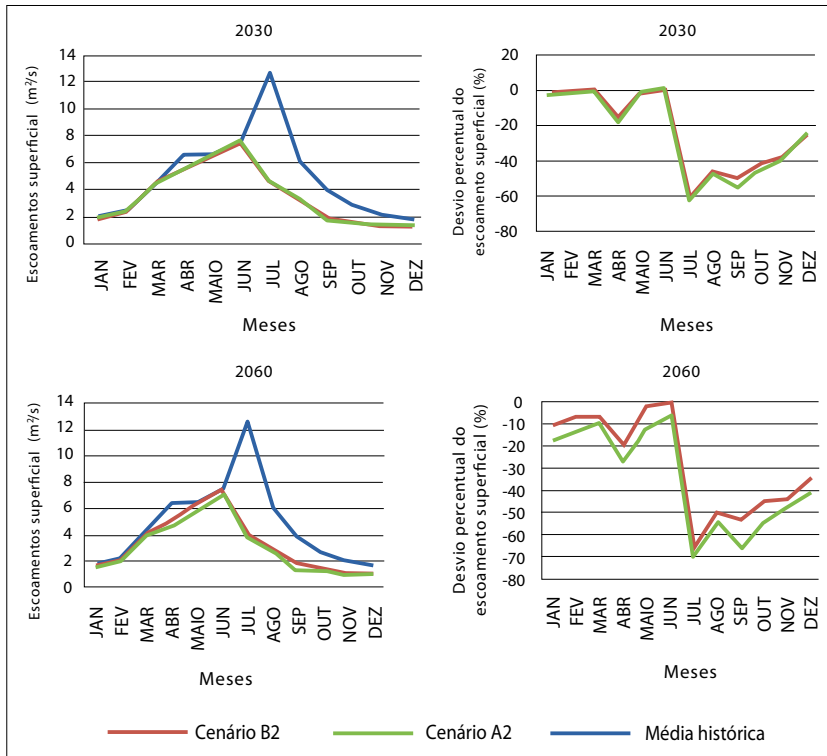 2030
Escoamentos superficial (m²/s)
14
12
10
8
6
4
2
0
JAN FEV MAR ABR MAIO JUN JUL AGO SEP OUT NOV DEZ
Meses
2030
Desvio percentual do
escoamento superficial (%)
20
0
-20
-40
-60
-80
JAN FEV MAR ABR MAIO JUN JUL AGO SEP OUT NOV DEZ
Meses
2060
Escoamentos superficial (m²/s)
14
12
10
8
6
4
2
0
JAN FEV MAR ABR MAIO JUN JUL AGO SEP OUT NOV DEZ
Meses
2060
Desvio percentual do
escoamento superficial (%)
0
-10
-20
-30
-40
-50
-60
-70
-80
JAN FEV MAR ABR MAIO JUN JUL AGO SEP OUT NOV DEZ
Meses
Cenário B2 Cenário A2 Média histórica